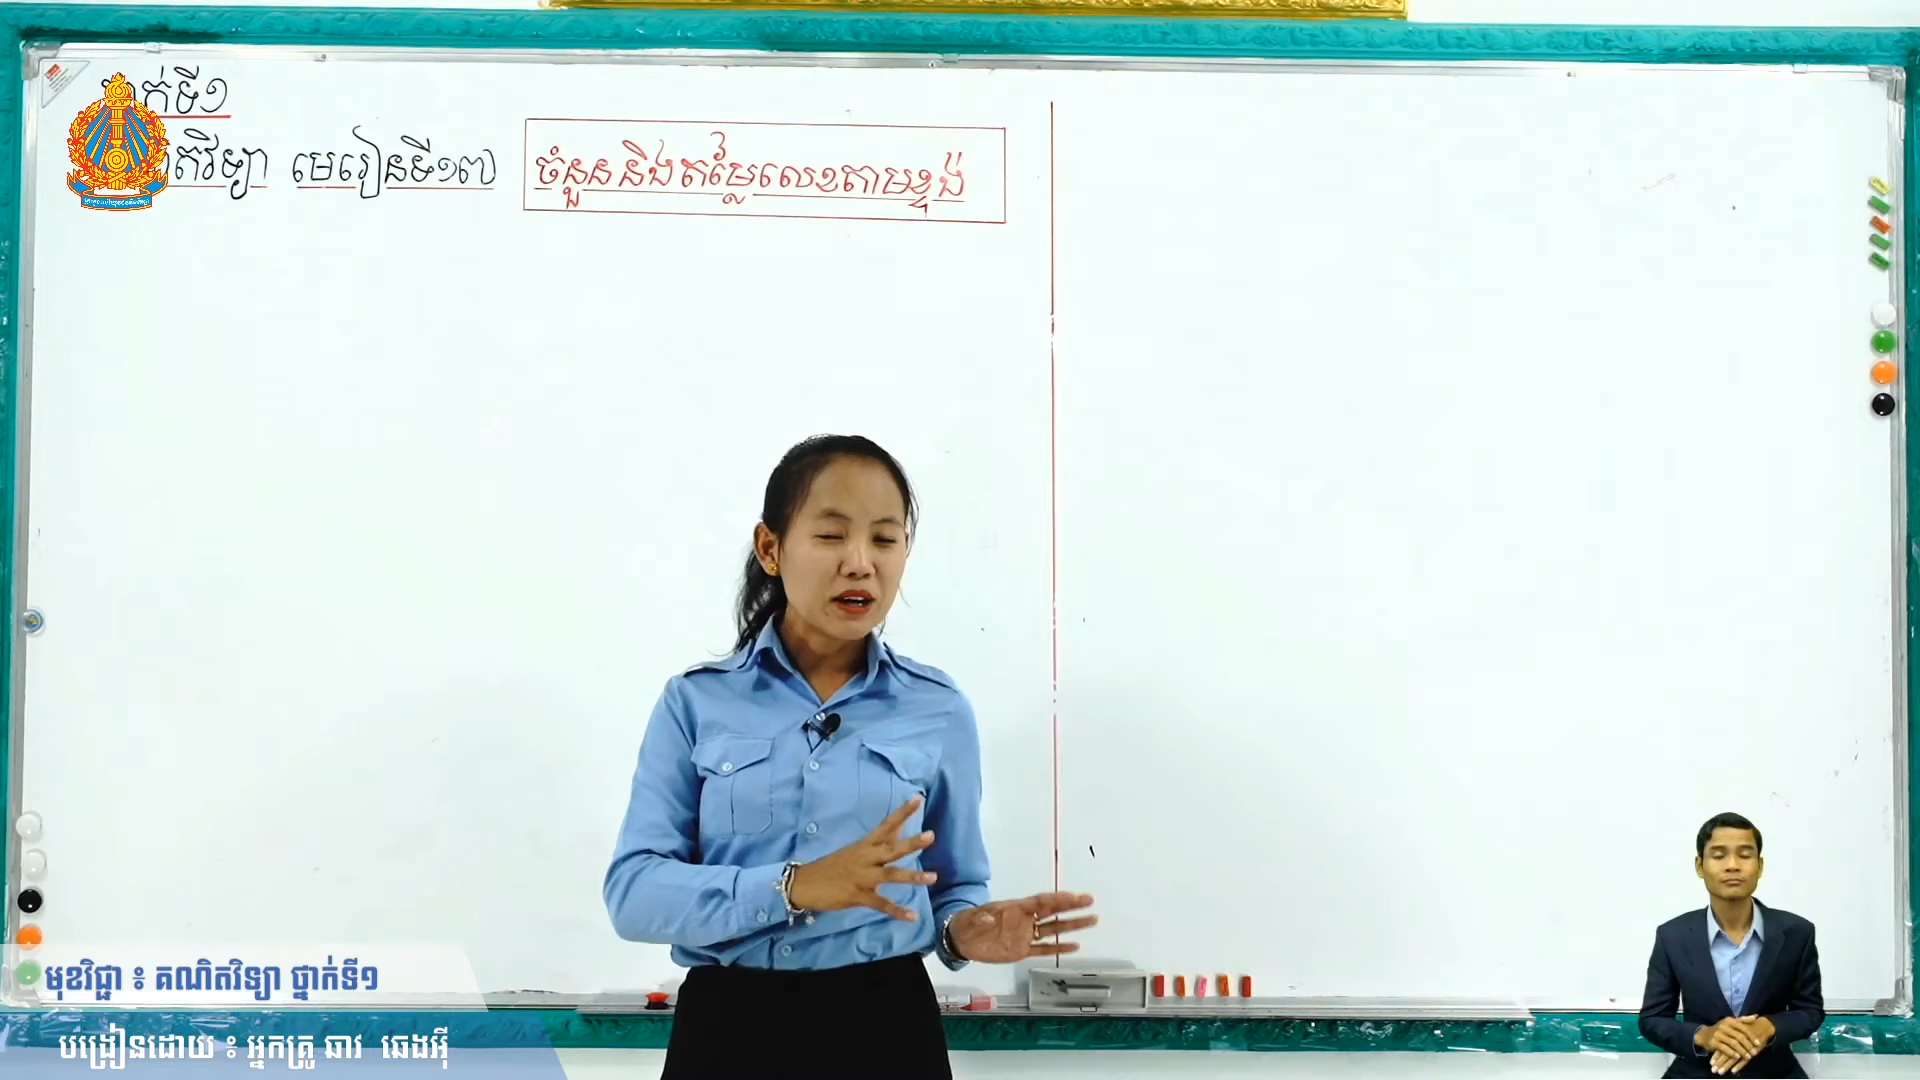 ថ្នាក់ទី១
គណិតវិទ្យា មេរៀនទី១៧ ចំនួននិងតម្លៃលេខតាមខ្ទង់
មុខវិជ្ជា ៖ គណិតវិទ្យា ថ្នាក់ទី១
បង្រៀនដោយ ៖ អ្នកគ្រូ ឆាវ ឆេងអ៊ី